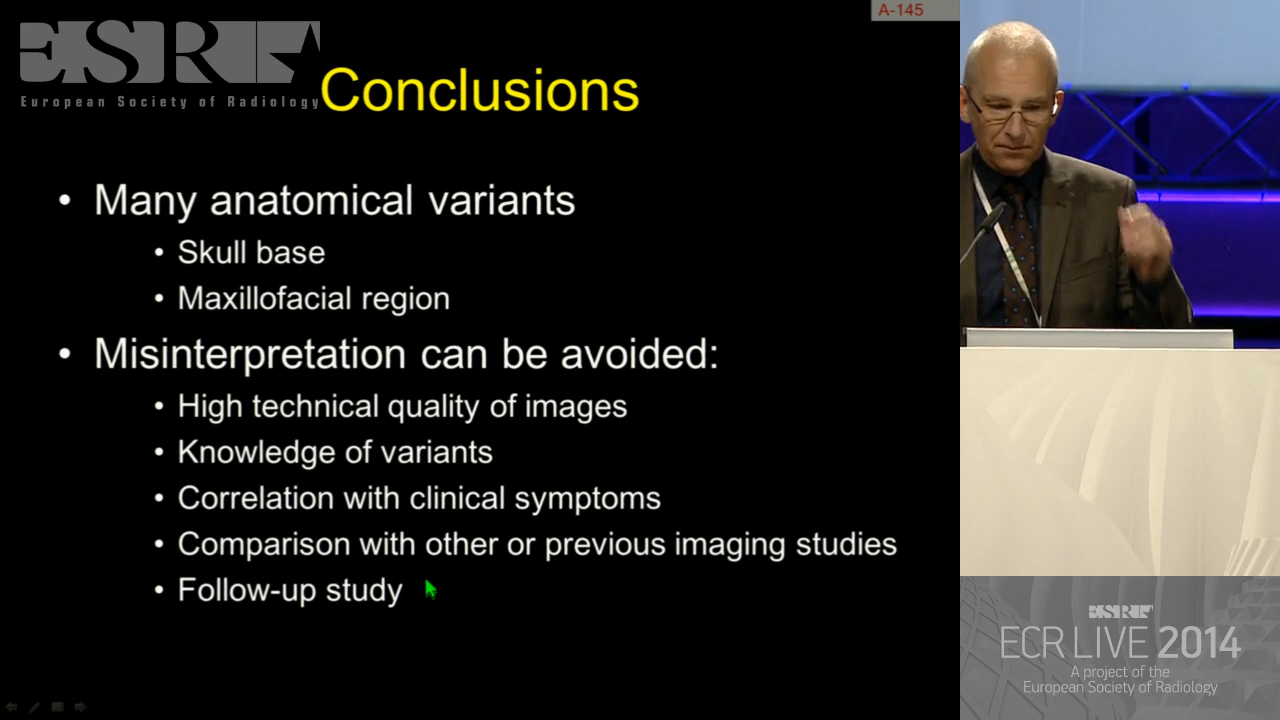 A-145
ESR
European Society of Radiology
Conclusions
• Many anatomical variants
• Skull base
• Maxillofacial region
• Misinterpretation can be avoided:
• High technical quality of images
• Knowledge of variants
• Correlation with clinical symptoms
• Comparison with other or previous imaging studies
• Follow-up study
ESR
ECR LIVE 2014
A project of the
European Society of Radiology